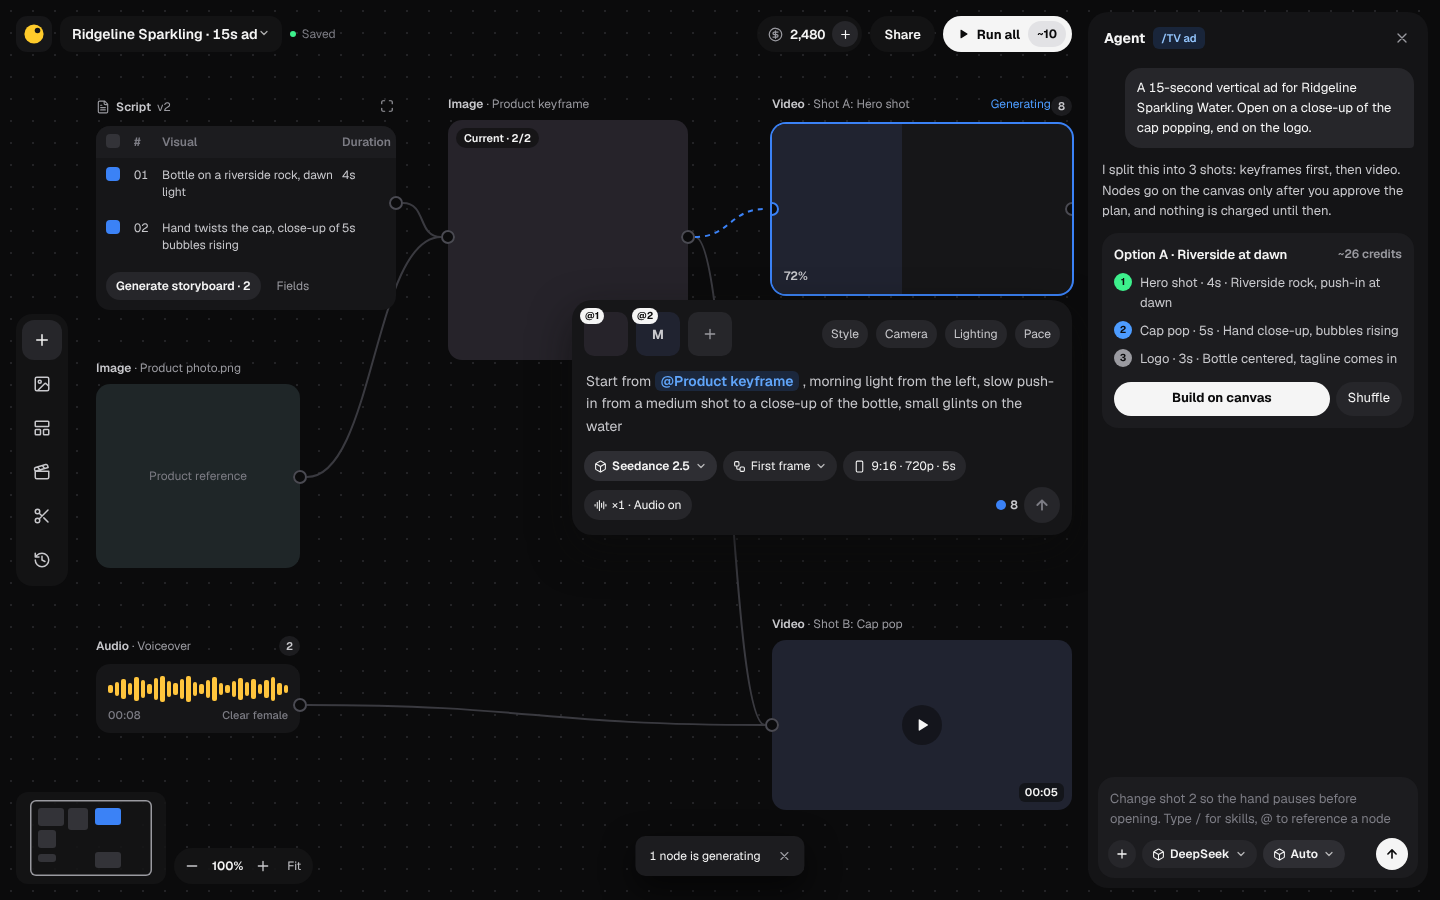 Ridgeline Sparkling · 15s ad
Saved
2,480
Share
Run all
~10
Script v2
# Visual Duration
01 Bottle on a riverside rock, dawn 4s
light
02 Hand twists the cap, close-up of 5s
bubbles rising
Generate storyboard · 2
Fields
Image · Product keyframe
Current · 2/2
Video · Shot A: Hero shot
Generating
8
72%
Image · Product photo.png
Product reference
@1
@2
M
Style
Camera
Lighting
Pace
Start from @Product keyframe , morning light from the left, slow push-
in from a medium shot to a close-up of the bottle, small glints on the
water
Seedance 2.5
First frame
9:16 · 720p · 5s
×1 · Audio on
8
Audio · Voiceover
2
00:08
Clear female
Video · Shot B: Cap pop
00:05
100%
Fit
1 node is generating
Agent
/TV ad
A 15-second vertical ad for Ridgeline
Sparkling Water. Open on a close-up of the
cap popping, end on the logo.
I split this into 3 shots: keyframes first, then video.
Nodes go on the canvas only after you approve the
plan, and nothing is charged until then.
Option A · Riverside at dawn
~26 credits
1 Hero shot · 4s · Riverside rock, push-in at
dawn
2 Cap pop · 5s · Hand close-up, bubbles rising
3 Logo · 3s · Bottle centered, tagline comes in
Build on canvas
Shuffle
Change shot 2 so the hand pauses before
opening. Type / for skills, @ to reference a node
DeepSeek
Auto